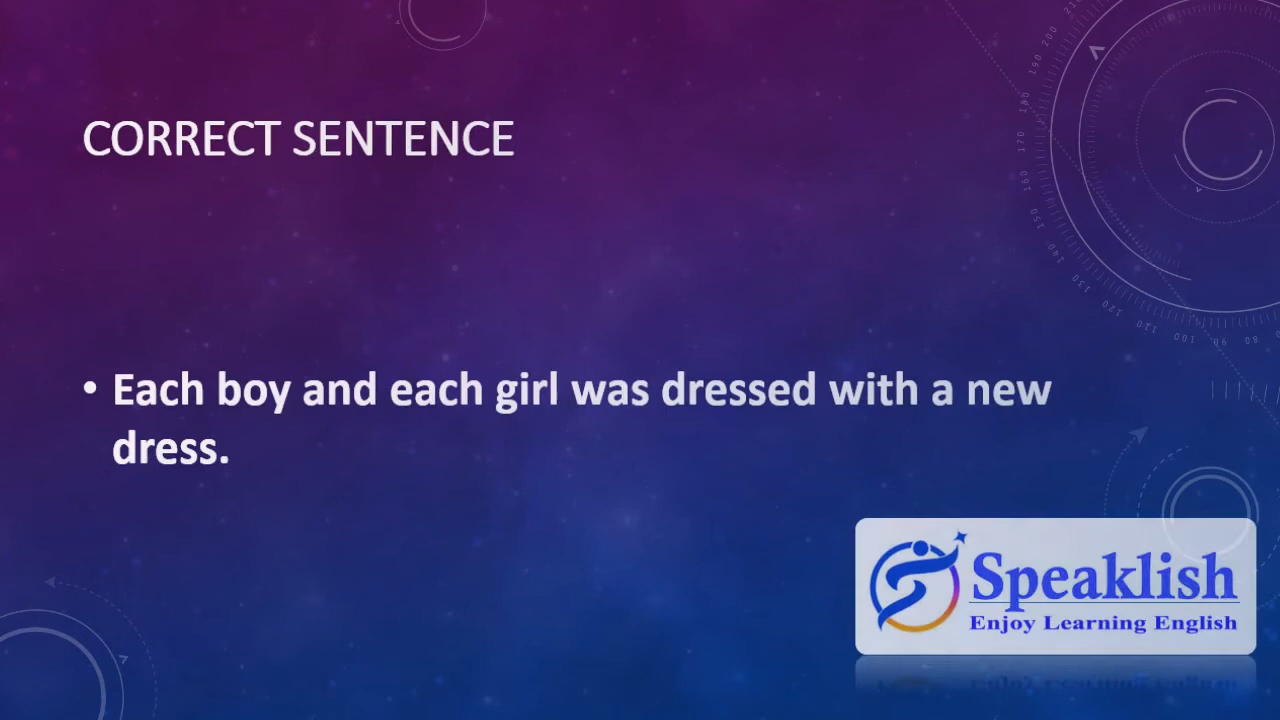 CORRECT SENTENCE
• Each boy and each girl was dressed with a new
dress.
Speaklish
Enjoy Learning English